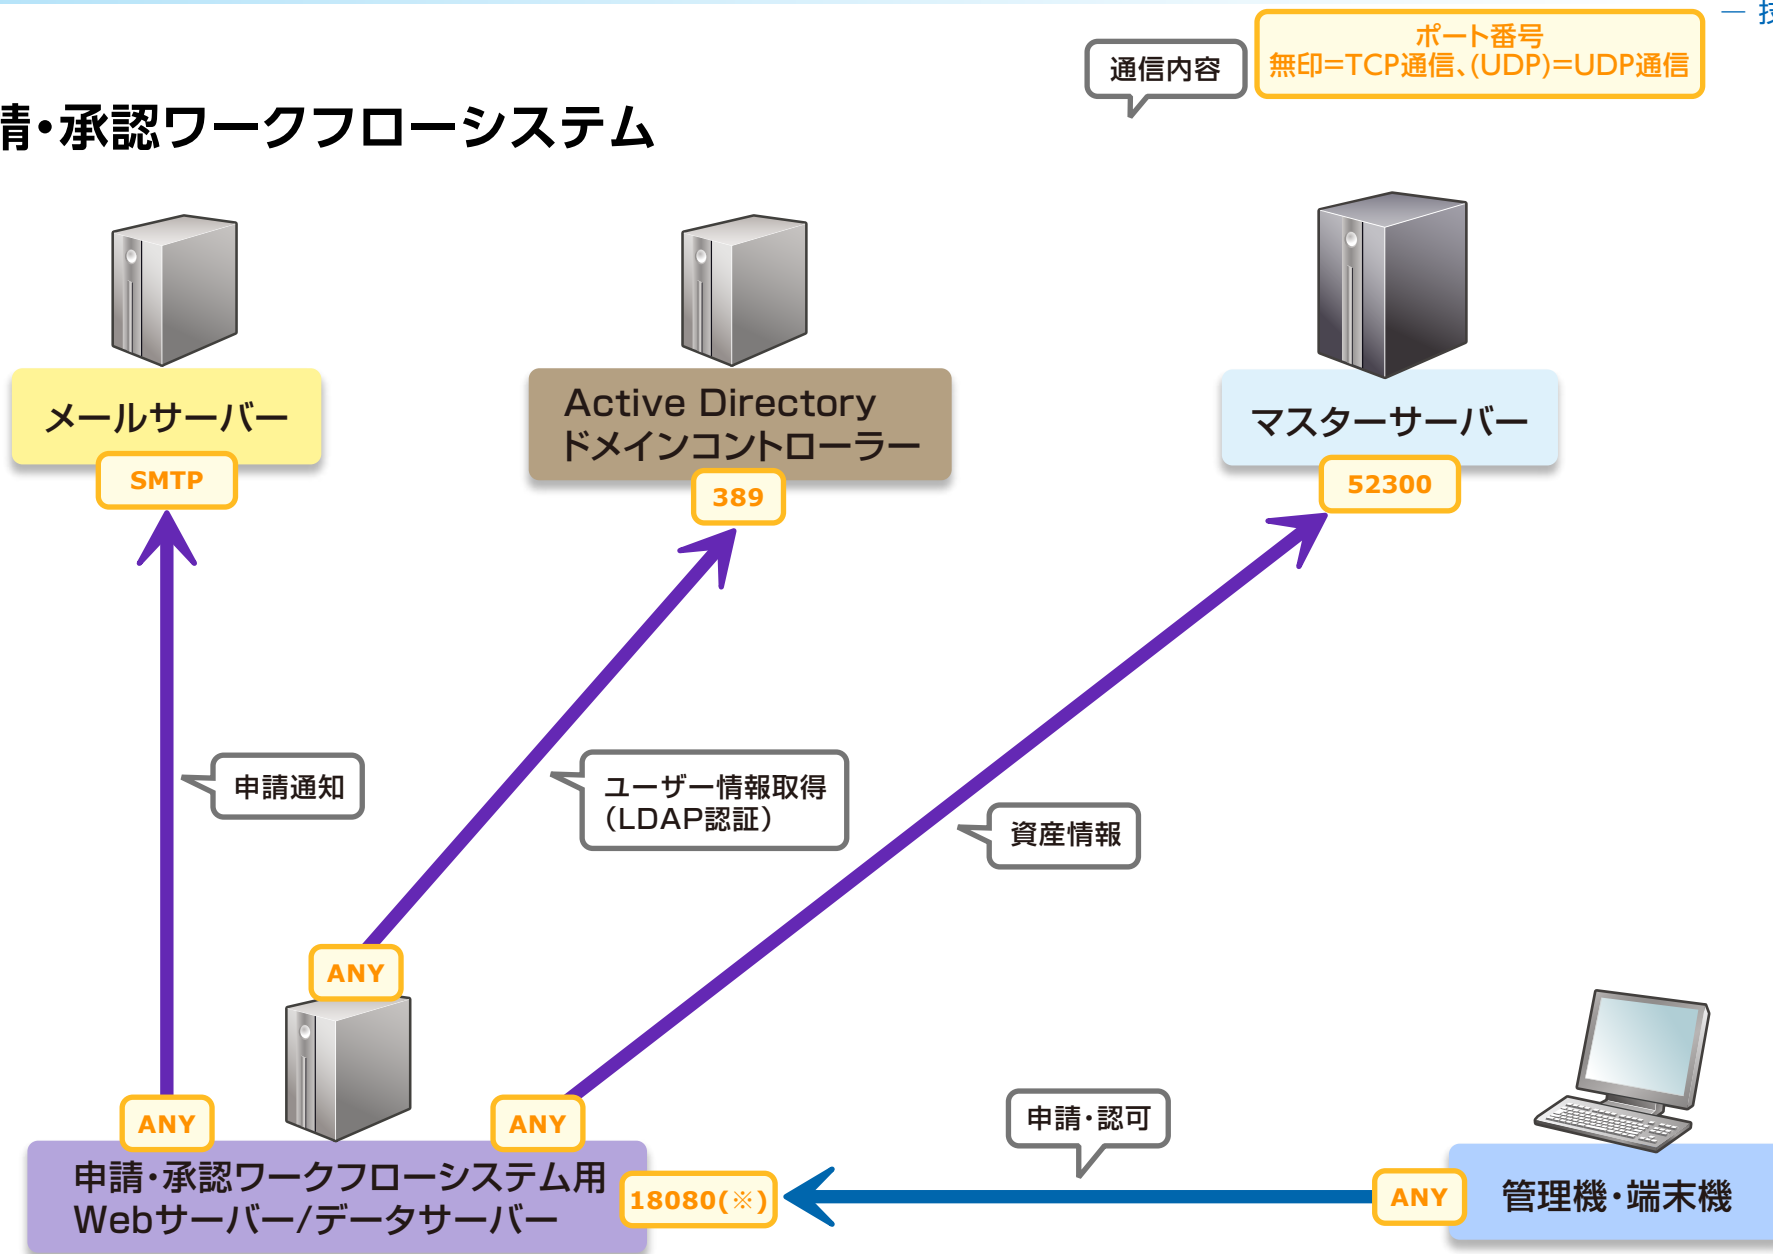 通信内容
ポート番号
無印=TCP通信、(UDP)=UDP通信
・承認ワークフローシステム
メールサーバー
SMTP
Active Directory
ドメインコントローラー
389
マスターサーバー
52300
申請通知
ユーザー情報取得
(LDAP認証)
資産情報
ANY
ANY
ANY
申請・認可
申請・承認ワークフローシステム用
Webサーバー/データサーバー
18080(※)
ANY
管理機・端末機